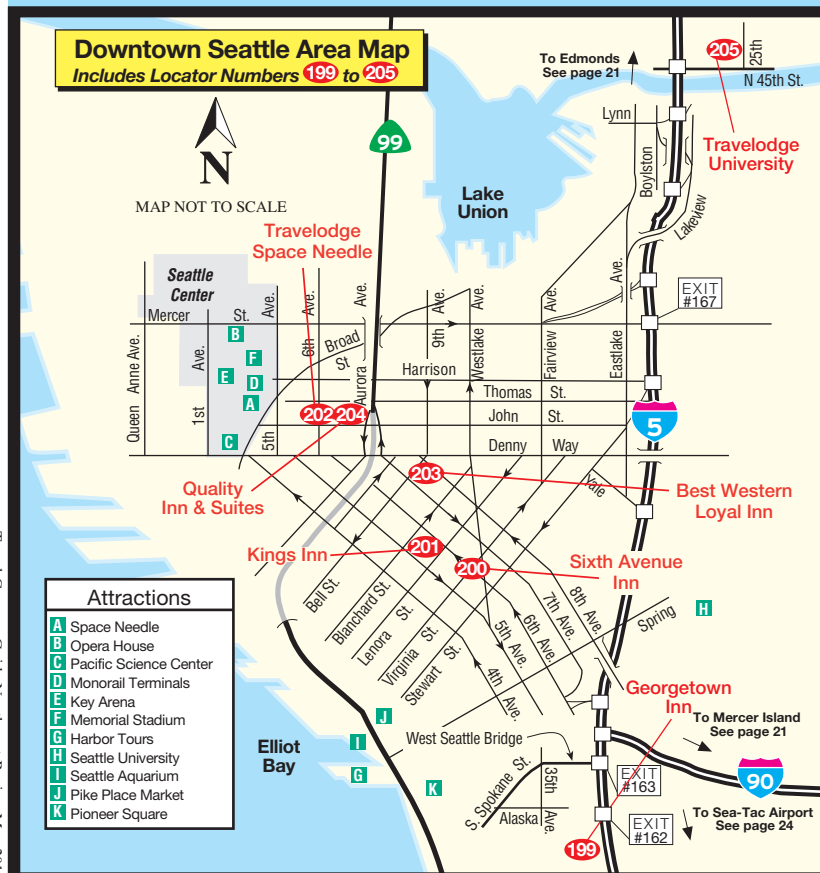 Downtown Seattle Area Map
Includes Locator Numbers 199 to 205
N
MAP NOT TO SCALE
99
To Edmonds
See page 21
205
25th
N 45th St.
Travelodge
University
Lynn
Boylston
Lakeview
Lake
Union
Travelodge
Space Needle
EXIT
#167
Seattle
Center
Mercer St.
Queen Anne Ave.
1st Ave.
5th Ave.
6th Ave.
Broad
St
Aurora Ave.
9th Ave.
Westlake Ave.
Fairview Ave.
Eastlake Ave.
Harrison
Thomas St.
John St.
Denny Way
B
F
E
D
A
C
202
204
5
203
Yale
Quality
Inn & Suites
Best Western
Loyal Inn
Kings Inn
201
200
Sixth Avenue
Inn
Bell St.
Blanchard St.
Lenora St.
Virginia St.
Stewart St.
4th Ave.
5th Ave.
6th Ave.
7th Ave.
8th Ave.
Spring
H
Attractions
A Space Needle
B Opera House
C Pacific Science Center
D Monorail Terminals
E Key Arena
F Memorial Stadium
G Harbor Tours
H Seattle University
I Seattle Aquarium
J Pike Place Market
K Pioneer Square
Elliot
Bay
J
I
G
K
Georgetown
Inn
To Mercer Island
See page 21
West Seattle Bridge
S. Spokane St.
35th Ave.
Alaska
EXIT
#163
90
EXIT
#162
To Sea-Tac Airport
See page 24
199